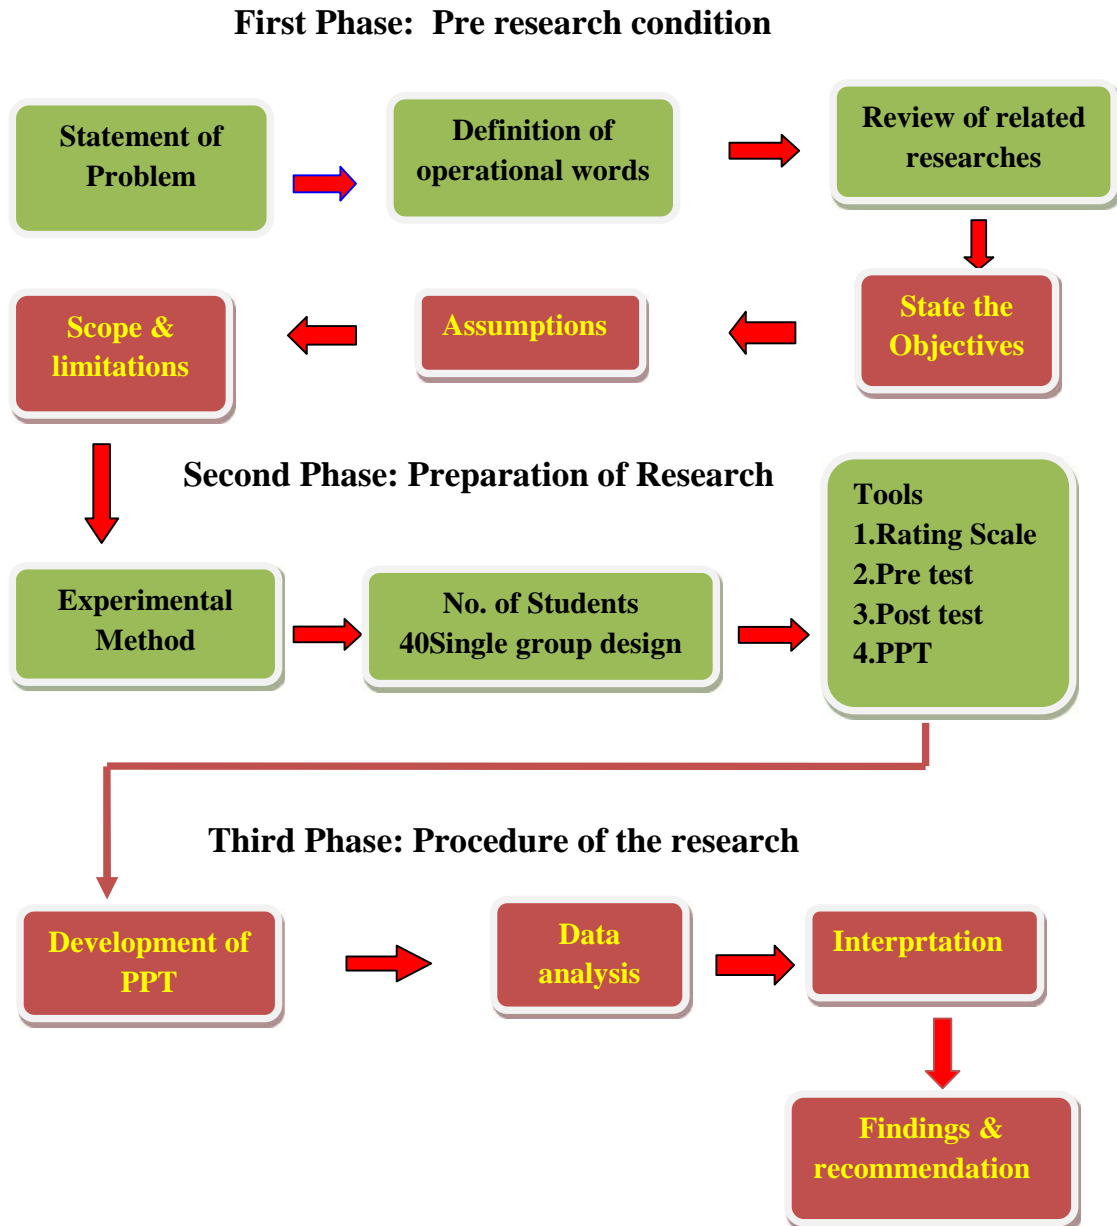 First Phase:  Pre research condition
Statement of
Problem
Definition of
operational words
Review of related
researches
State the
Objectives
Assumptions
Scope &
limitations
Second Phase: Preparation of Research
Experimental
Method
No. of Students
40Single group design
Tools
1.Rating Scale
2.Pre test
3.Post test
4.PPT
Third Phase: Procedure of the research
Development of
PPT
Data
analysis
Interprtation
Findings &
recommendation